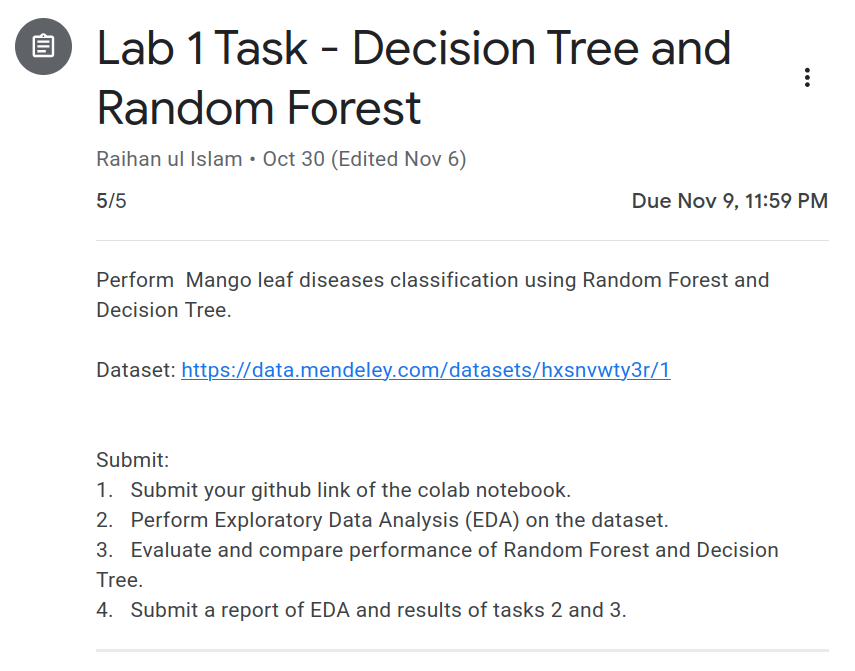 Lab 1 Task - Decision Tree and
Random Forest
Raihan ul Islam • Oct 30 (Edited Nov 6)
5/5
Due Nov 9, 11:59 PM
Perform  Mango leaf diseases classification using Random Forest and
Decision Tree.
Dataset: https://data.mendeley.com/datasets/hxsnvwty3r/1
Submit:
1.   Submit your github link of the colab notebook.
2.   Perform Exploratory Data Analysis (EDA) on the dataset.
3.   Evaluate and compare performance of Random Forest and Decision
Tree.
4.   Submit a report of EDA and results of tasks 2 and 3.